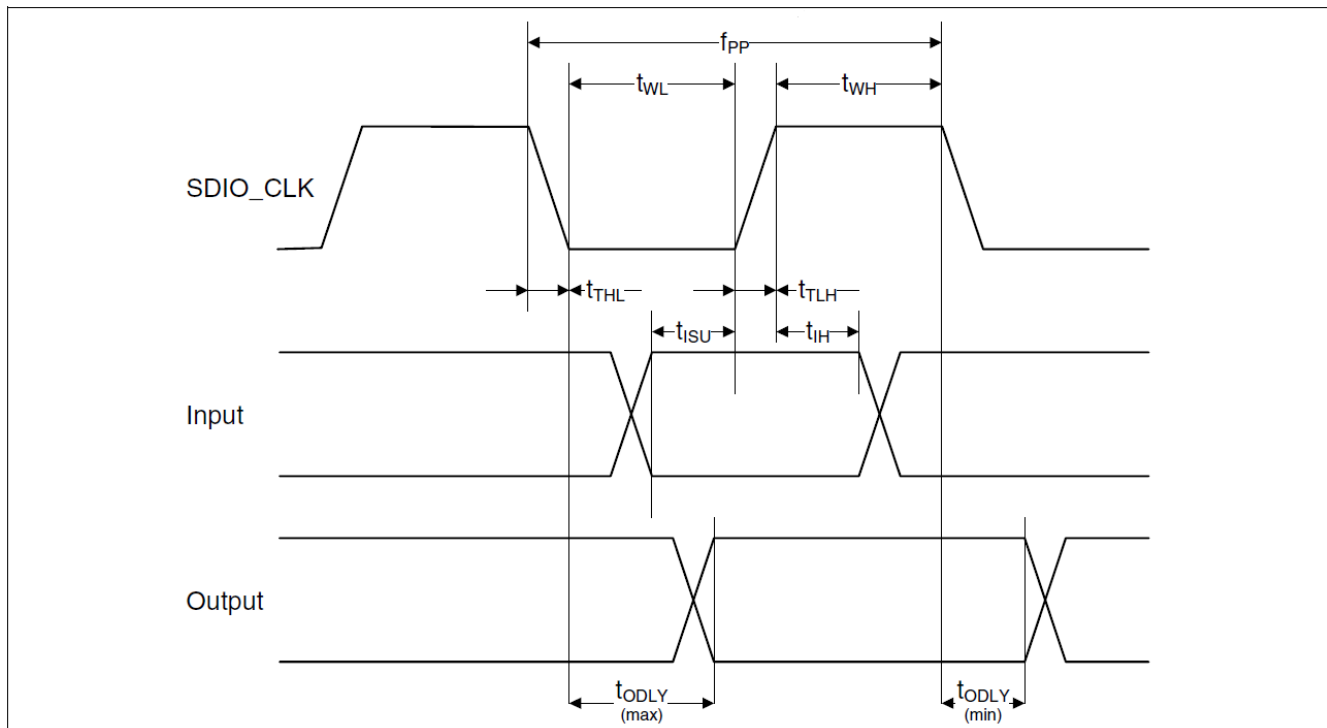 fPP
tWL tWH
SDIO_CLK
tTHL tTLH
tISU tIH
Input
Output
tODLY (max) tODLY (min)